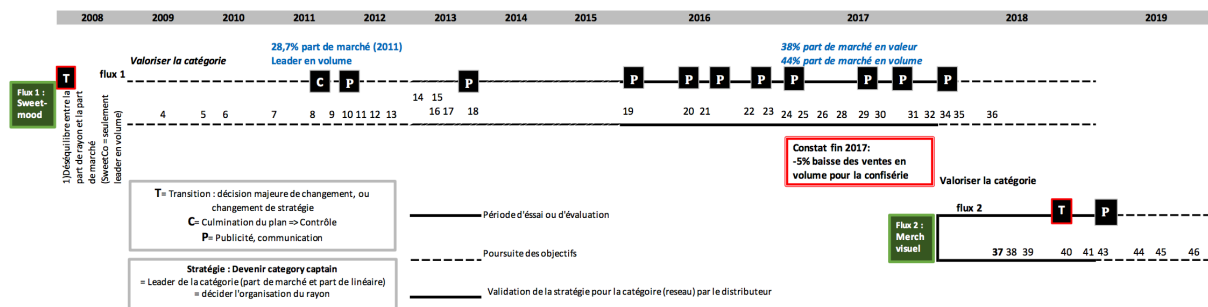 2008 2009 2010 2011 2012 2013 2014 2015 2016 2017 2018 2019
Valoriser la catégorie
28,7% part de marché (2011)
Leader en volume
38% part de marché en valeur
44% part de marché en volume
Flux 1 :
Sweet-
mood
T
flux 1
C P P P P P P P P P P
1)Déséquilibre entre la
part de rayon et la part
de marché
(SweetCo = seulement
leader en volume)
14 15
4 5 6 7 8 9 10 11 12 13 16 17 18 19 20 21 22 23 24 25 26 28 29 30 31 32 34 35 36
Constat fin 2017:
-5% baisse des ventes en
volume pour la confisérie
T= Transition : décision majeure de changement, ou
changement de stratégie
C= Culmination du plan => Contrôle
P= Publicité, communication
Stratégie : Devenir category captain
= Leader de la catégorie (part de marché et part de linéaire)
= décider l'organisation du rayon
Période d'éssai ou d'évaluation
Poursuite des objectifs
Validation de la stratégie pour la catégoire (reseau) par le distributeur
Valoriser la catégorie
flux 2
T P
Flux 2 :
Merch
visuel
37 38 39 40 41 43 44 45 46